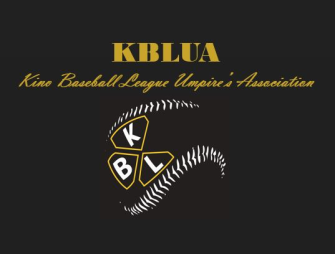 KBLUA
Kino Baseball League Umpire's Association
K
B L